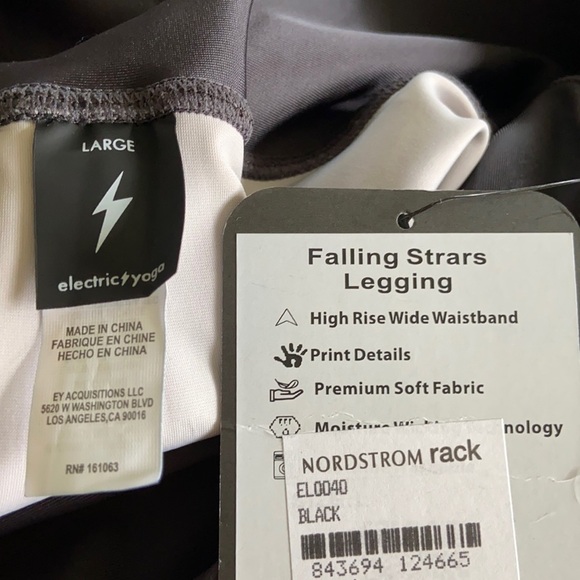 LARGE
electric yoga
MADE IN CHINA
FABRIQUE EN CHINE
HECHO EN CHINA
EY ACQUISITIONS LLC
5620 W WASHINGTON BLVD
LOS ANGELES,CA 90016
RN# 161063
Falling Strars
Legging
High Rise Wide Waistband
Print Details
Premium Soft Fabric
Moisture
NORDSTROM rack
EL0040
BLACK
843694 124665